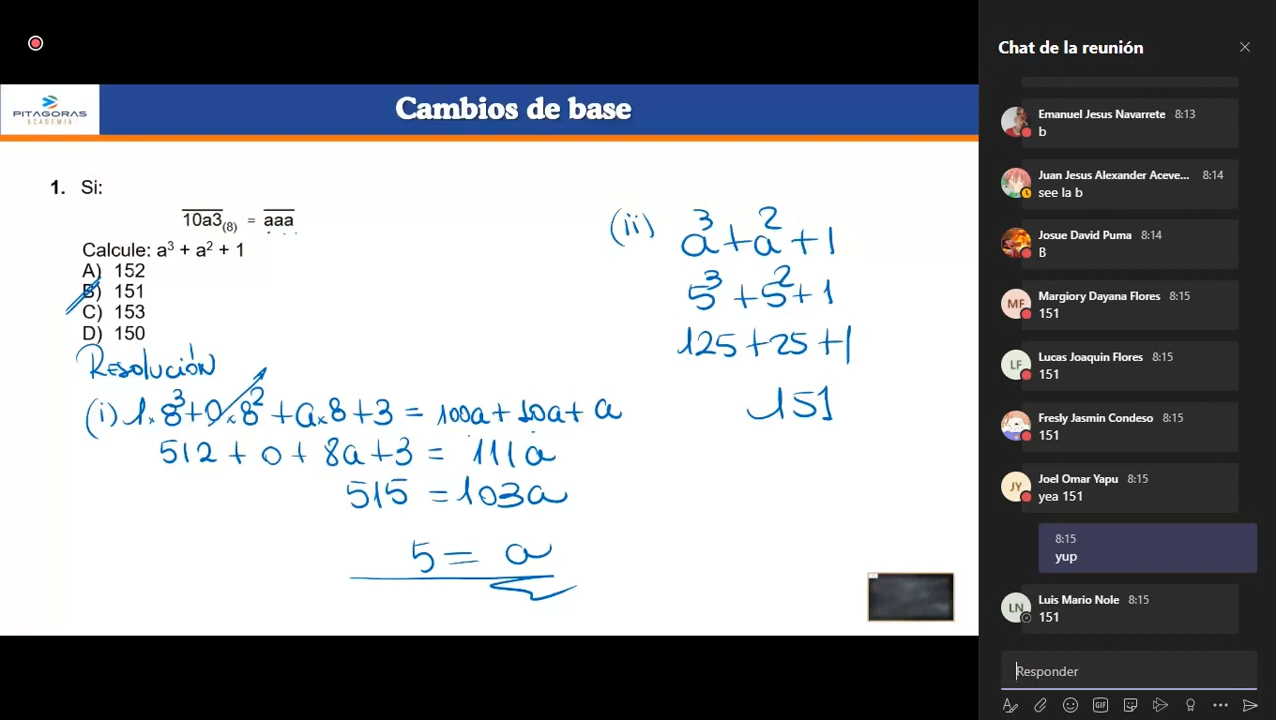 Cambios de base
PITAGORAS
ACADEMIA
1. Si:
10a3(8) = aaa
Calcule: a³ + a² + 1
A) 152
B) 151
C) 153
D) 150
Resolución
(i) 1×8³+0×8²+a×8+3 = 100a+10a+a
512 + 0 + 8a+3 = 111a
515 = 103a
5 = a
(ii) a³+a²+1
5³+5²+1
125+25+1
151
Chat de la reunión
Emanuel Jesus Navarrete 8:13
b
Juan Jesus Alexander Aceve... 8:14
see la b
Josue David Puma 8:14
B
MF Margiory Dayana Flores 8:15
151
LF Lucas Joaquin Flores 8:15
151
Fresly Jasmin Condeso 8:15
151
JY Joel Omar Yapu 8:15
yea 151
8:15
yup
LN Luis Mario Nole 8:15
151
Responder
GIF